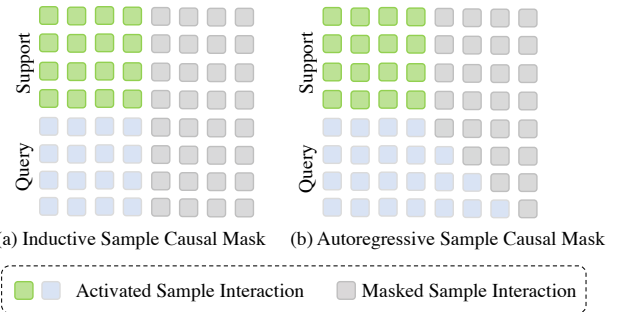 Support
Query
Support
Query
(a) Inductive Sample Causal Mask
(b) Autoregressive Sample Causal Mask
Activated Sample Interaction
Masked Sample Interaction